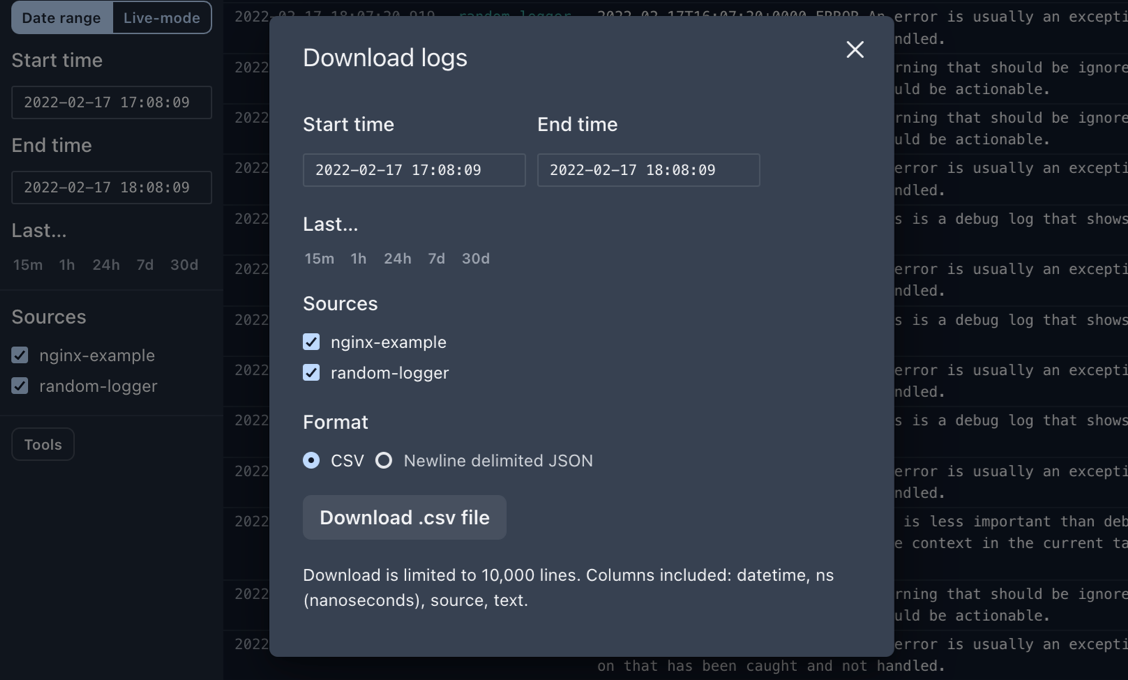 Date range Live-mode
Start time
2022-02-17 17:08:09
End time
2022-02-17 18:08:09
Last...
15m 1h 24h 7d 30d
Sources
nginx-example
random-logger
Tools
Download logs
Start time End time
2022-02-17 17:08:09 2022-02-17 18:08:09
Last...
15m 1h 24h 7d 30d
Sources
nginx-example
random-logger
Format
CSV Newline delimited JSON
Download .csv file
Download is limited to 10,000 lines. Columns included: datetime, ns
(nanoseconds), source, text.
error is usually an excepti
ndled.
2022 rning that should be ignore
uld be actionable.
2022 rning that should be ignore
ould be actionable.
2022 error is usually an excepti
ndled.
2022 s is a debug log that shows
2022 error is usually an excepti
ndled.
2022 s is a debug log that shows
2022 error is usually an excepti
ndled.
2022 s is a debug log that shows
2022 error is usually an excepti
ndled.
2022 is less important than deb
e context in the current ta
2022 rning that should be ignore
uld be actionable.
2022 error is usually an excepti
on that has been caught and not handled.